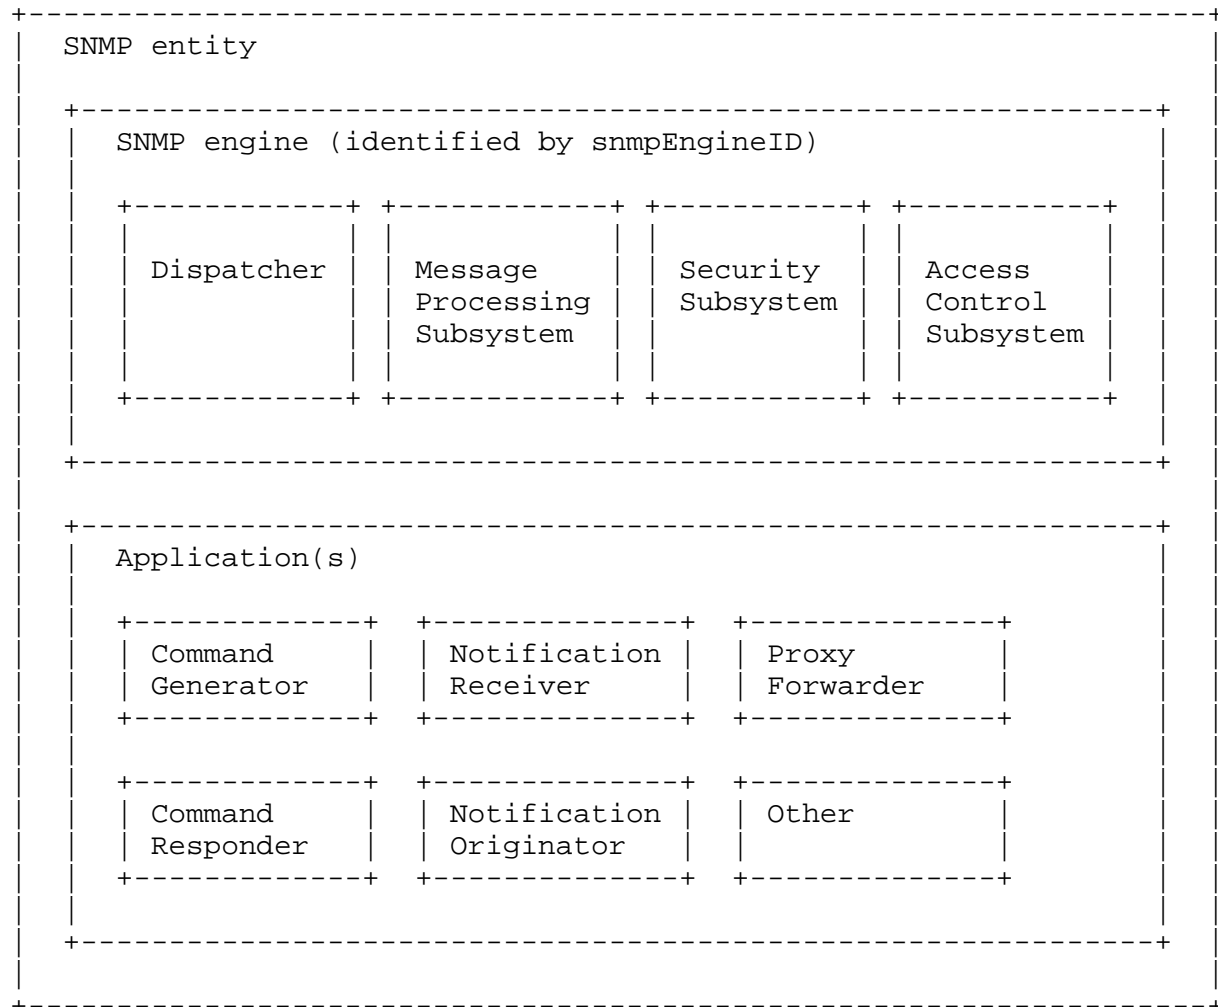 SNMP entity
SNMP engine (identified by snmpEngineID)
Dispatcher Message Security Access
Processing Subsystem Control
Subsystem Subsystem
Application(s)
Command Notification Proxy
Generator Receiver Forwarder
Command Notification Other
Responder Originator